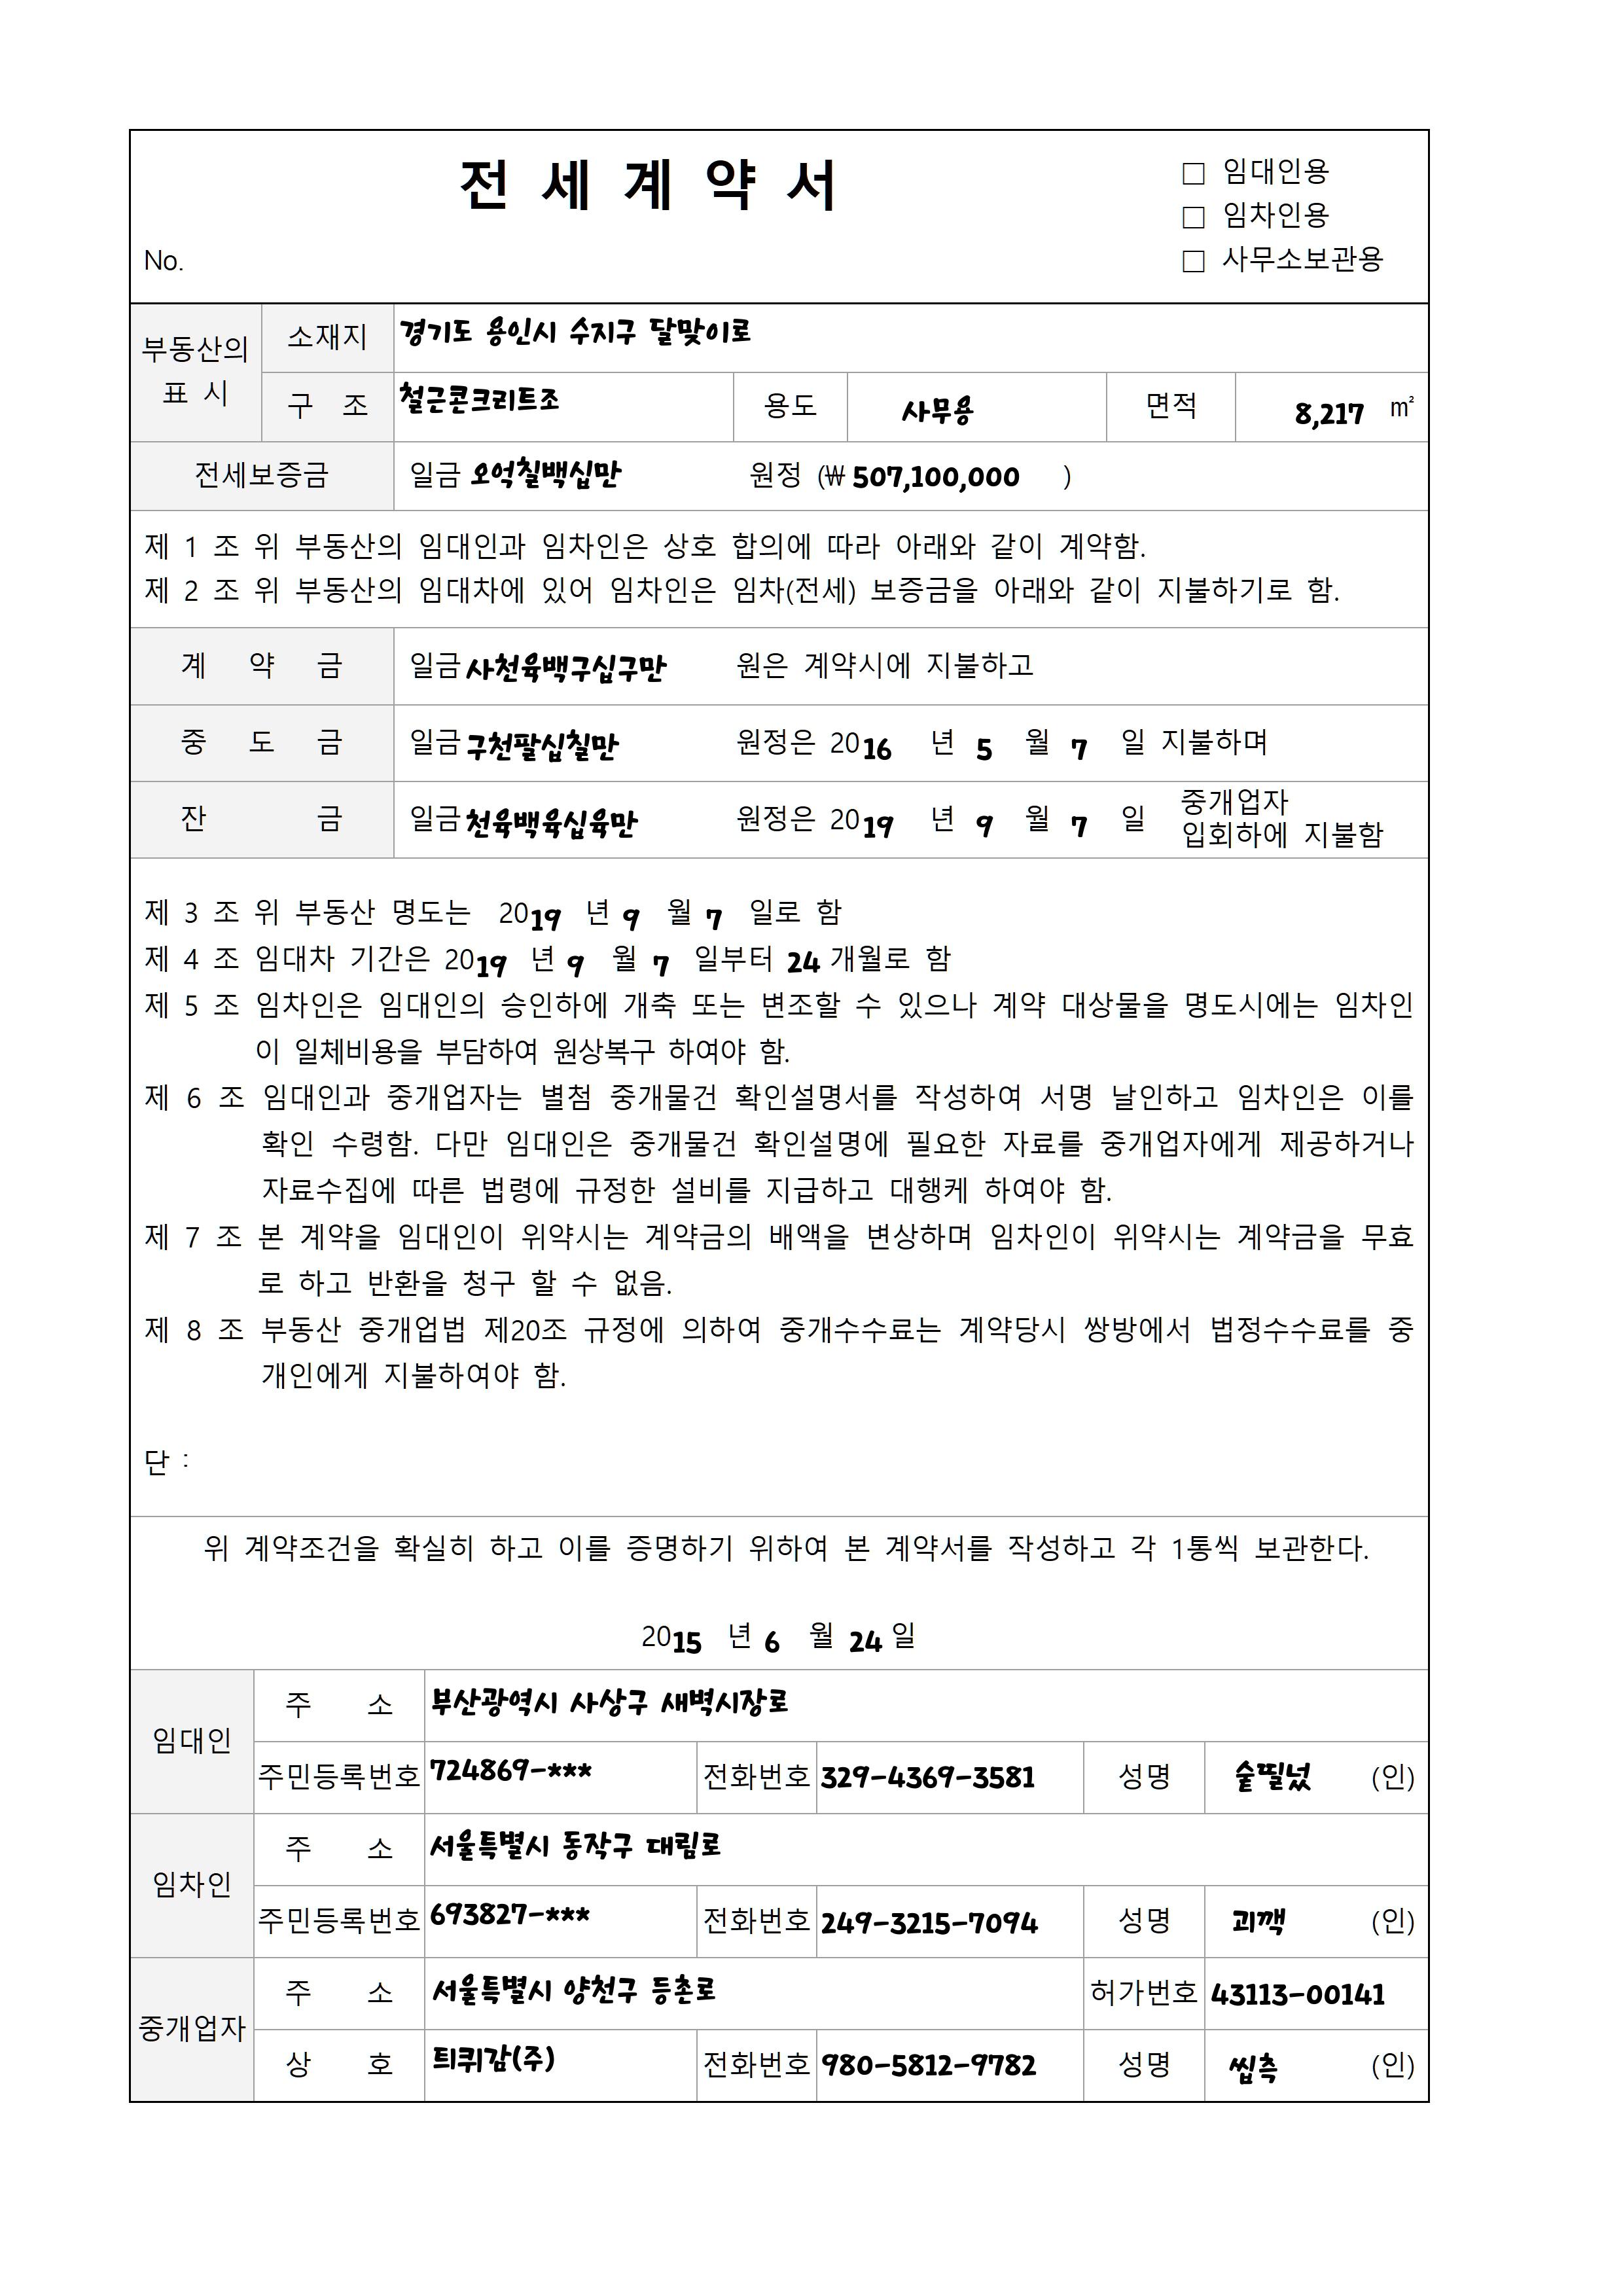 전 세 계 약 서
□ 임대인용
□ 임차인용
□ 사무소보관용
No.
부동산의 표 시
소재지 경기도 용인시 수지구 달맞이로
구 조 철근콘크리트조 용도 사무용 면적 8,217 ㎡
전세보증금 일금 오억칠백십만 원정 (₩ 507,100,000 )
제 1 조 위 부동산의 임대인과 임차인은 상호 합의에 따라 아래와 같이 계약함.
제 2 조 위 부동산의 임대차에 있어 임차인은 임차(전세) 보증금을 아래와 같이 지불하기로 함.
계 약 금 일금 사천육백구십구만 원은 계약시에 지불하고
중 도 금 일금 구천팔십칠만 원정은 2016 년 5 월 7 일 지불하며
잔 금 일금 천육백육십육만 원정은 2019 년 9 월 7 일 중개업자
입회하에 지불함
제 3 조 위 부동산 명도는 2019 년 9 월 7 일로 함
제 4 조 임대차 기간은 2019 년 9 월 7 일부터 24 개월로 함
제 5 조 임차인은 임대인의 승인하에 개축 또는 변조할 수 있으나 계약 대상물을 명도시에는 임차인
이 일체비용을 부담하여 원상복구 하여야 함.
제 6 조 임대인과 중개업자는 별첨 중개물건 확인설명서를 작성하여 서명 날인하고 임차인은 이를
확인 수령함. 다만 임대인은 중개물건 확인설명에 필요한 자료를 중개업자에게 제공하거나
자료수집에 따른 법령에 규정한 설비를 지급하고 대행케 하여야 함.
제 7 조 본 계약을 임대인이 위약시는 계약금의 배액을 변상하며 임차인이 위약시는 계약금을 무효
로 하고 반환을 청구 할 수 없음.
제 8 조 부동산 중개업법 제20조 규정에 의하여 중개수수료는 계약당시 쌍방에서 법정수수료를 중
개인에게 지불하여야 함.
단 :
위 계약조건을 확실히 하고 이를 증명하기 위하여 본 계약서를 작성하고 각 1통씩 보관한다.
2015 년 6 월 24 일
임대인
주 소 부산광역시 사상구 새벽시장로
주민등록번호 724869-*** 전화번호 329-4369-3581 성명 숱띨넜 (인)
임차인
주 소 서울특별시 동작구 대림로
주민등록번호 693827-*** 전화번호 249-3215-7094 성명 괴깩 (인)
중개업자
주 소 서울특별시 양천구 등촌로 허가번호 43113-00141
상 호 틔퀴감(주) 전화번호 980-5812-9782 성명 씹측 (인)